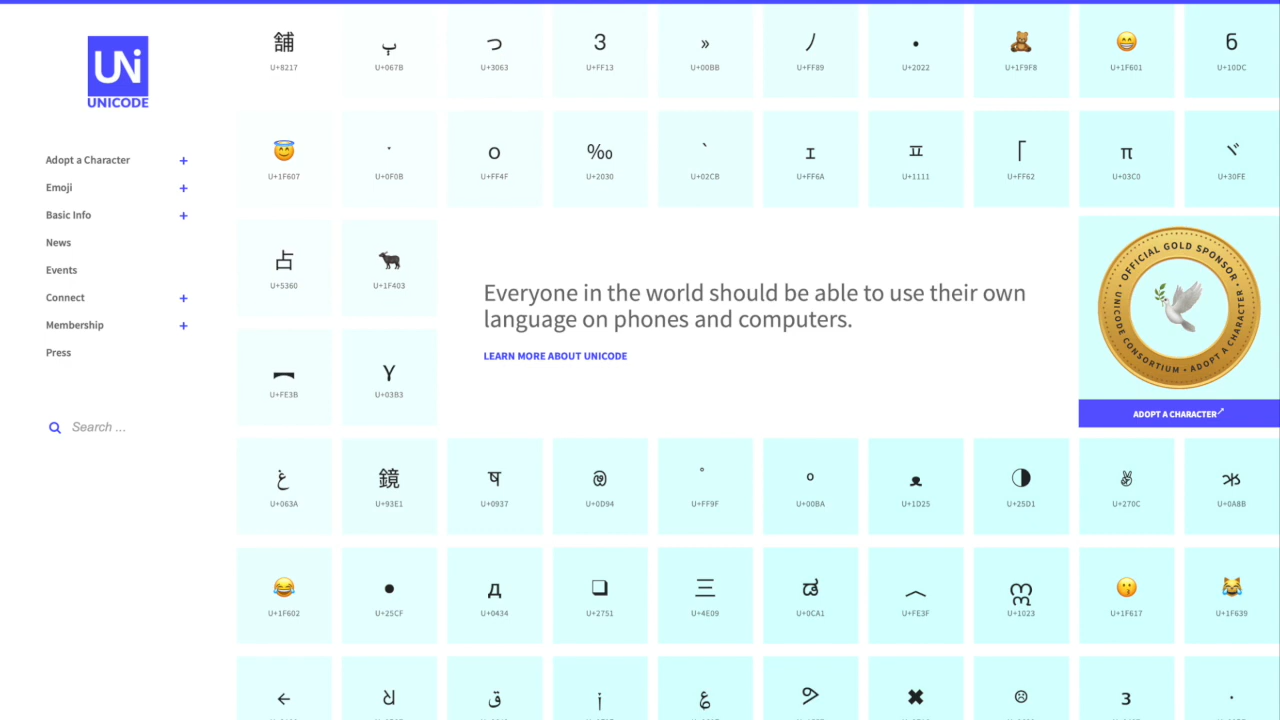 UNi
UNICODE
Adopt a Character +
Emoji +
Basic Info +
News
Events
Connect +
Membership +
Press
Search ...
舖 ٻ っ 3 » ノ • 🧸 😁 ნ
U+8217 U+067B U+3063 U+FF13 U+00BB U+FF89 U+2022 U+1F9F8 U+1F601 U+10DC
😇 ་ o ‰ ˋ ェ ᄑ 「 π ヾ
U+1F607 U+0F0B U+FF4F U+2030 U+02CB U+FF6A U+1111 U+FF62 U+03C0 U+30FE
占 🐃
U+5360 U+1F403
Everyone in the world should be able to use their own
language on phones and computers.
LEARN MORE ABOUT UNICODE
OFFICIAL GOLD SPONSOR • UNICODE CONSORTIUM • ADOPT A CHARACTER •
ADOPT A CHARACTER
︻ γ
U+FE3B U+03B3
غ 鏡 ष ඔ ゚ º ᴥ ◑ ✌ ઋ
U+063A U+93E1 U+0937 U+0D94 U+FF9F U+00BA U+1D25 U+25D1 U+270C U+0A8B
😂 ● д ❑ 三 ಡ ︿ ဣ 😗 😹
U+1F602 U+25CF U+0434 U+2751 U+4E09 U+0CA1 U+FE3F U+1023 U+1F617 U+1F639
← ق ✖ ☹